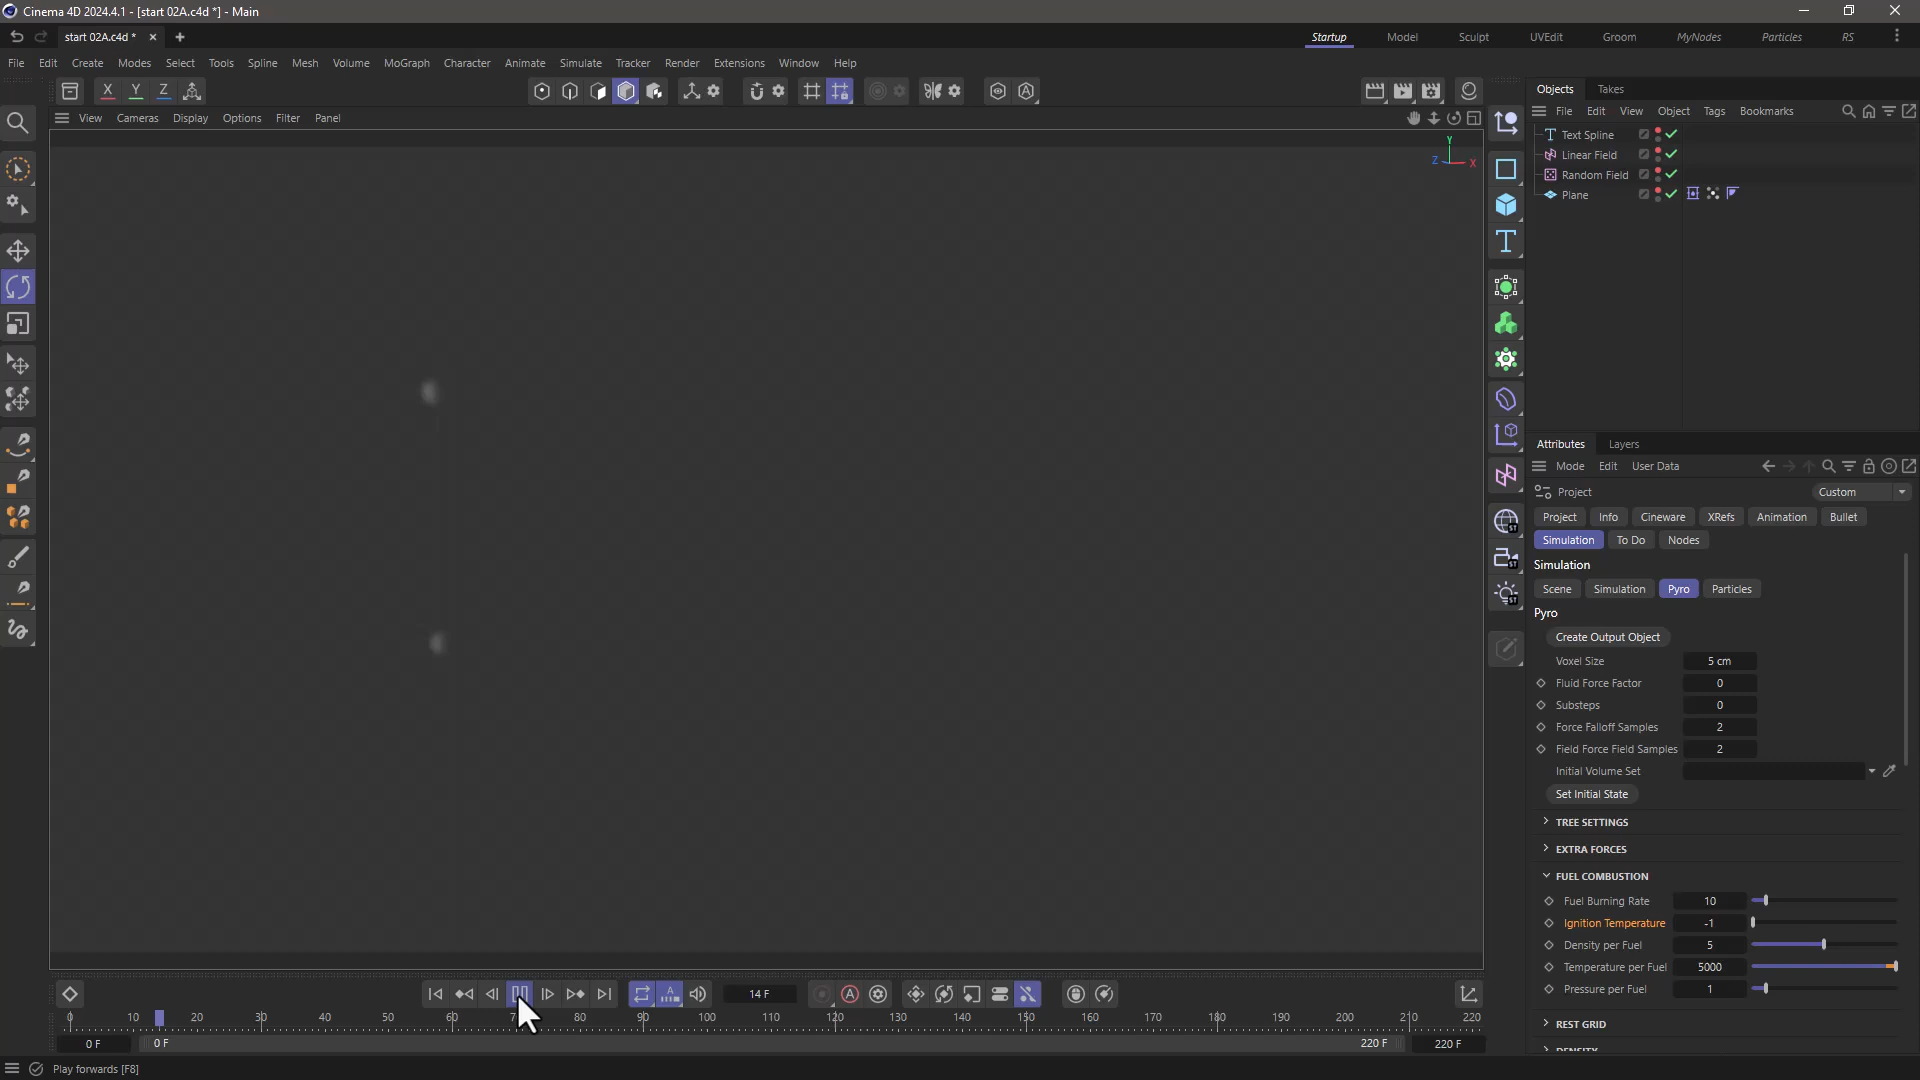 Cinema 4D 2024.4.1 - [start 02A.c4d *] - Main
start 02A.c4d *
Startup Model Sculpt UVEdit Groom MyNodes Particles RS
File Edit Create Modes Select Tools Spline Mesh Volume MoGraph Character Animate Simulate Tracker Render Extensions Window Help
X Y Z
Objects Takes
View Cameras Display Options Filter Panel
File Edit View Object Tags Bookmarks
Text Spline
Linear Field
Random Field
Plane
Y
Z X
Attributes Layers
Mode Edit User Data
Project Custom
Project Info Cineware XRefs Animation Bullet
Simulation To Do Nodes
Simulation
Scene Simulation Pyro Particles
Pyro
Create Output Object
Voxel Size 5 cm
Fluid Force Factor 0
Substeps 0
Force Falloff Samples 2
Field Force Field Samples 2
Initial Volume Set
Set Initial State
TREE SETTINGS
EXTRA FORCES
FUEL COMBUSTION
Fuel Burning Rate 10
Ignition Temperature -1
Density per Fuel 5
Temperature per Fuel 5000
Pressure per Fuel 1
REST GRID
DENSITY
14 F
0 10 20 30 40 50 60 7 80 90 100 110 120 130 140 150 160 170 180 190 200 210 220
0 F 0 F 220 F 220 F
Play forwards [F8]